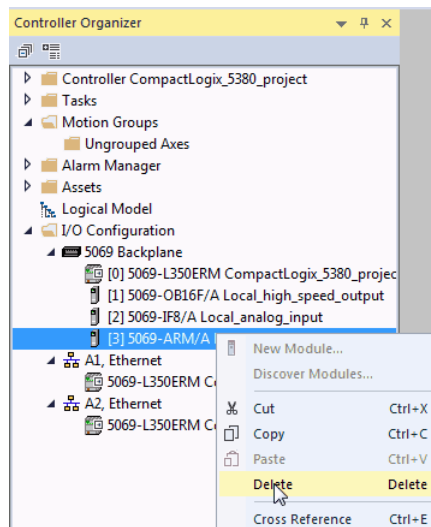 Controller Organizer
Controller CompactLogix_5380_project
Tasks
Motion Groups
Ungrouped Axes
Alarm Manager
Assets
Logical Model
I/O Configuration
5069 Backplane
[0] 5069-L350ERM CompactLogix_5380_projec
[1] 5069-OB16F/A Local_high_speed_output
[2] 5069-IF8/A Local_analog_input
[3] 5069-ARM/A
New Module...
A1, Ethernet
Discover Modules...
5069-L350ERM
Cut Ctrl+X
A2, Ethernet
Copy Ctrl+C
5069-L350ERM
Paste Ctrl+V
Delete Delete
Cross Reference Ctrl+E